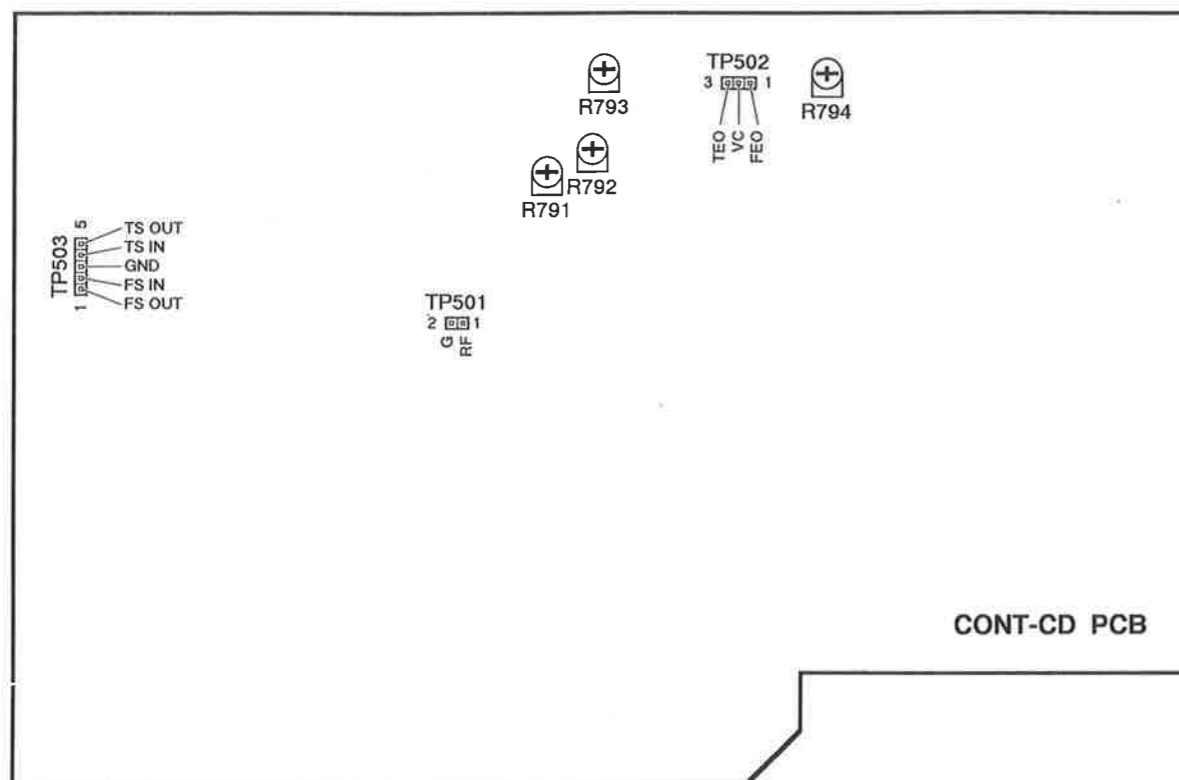 TP502
3 1
TEO
VC
FEO
R793
R794
R792
R791
TP503
5
1
TS OUT
TS IN
GND
FS IN
FS OUT
TP501
2 1
G
RF
CONT-CD PCB